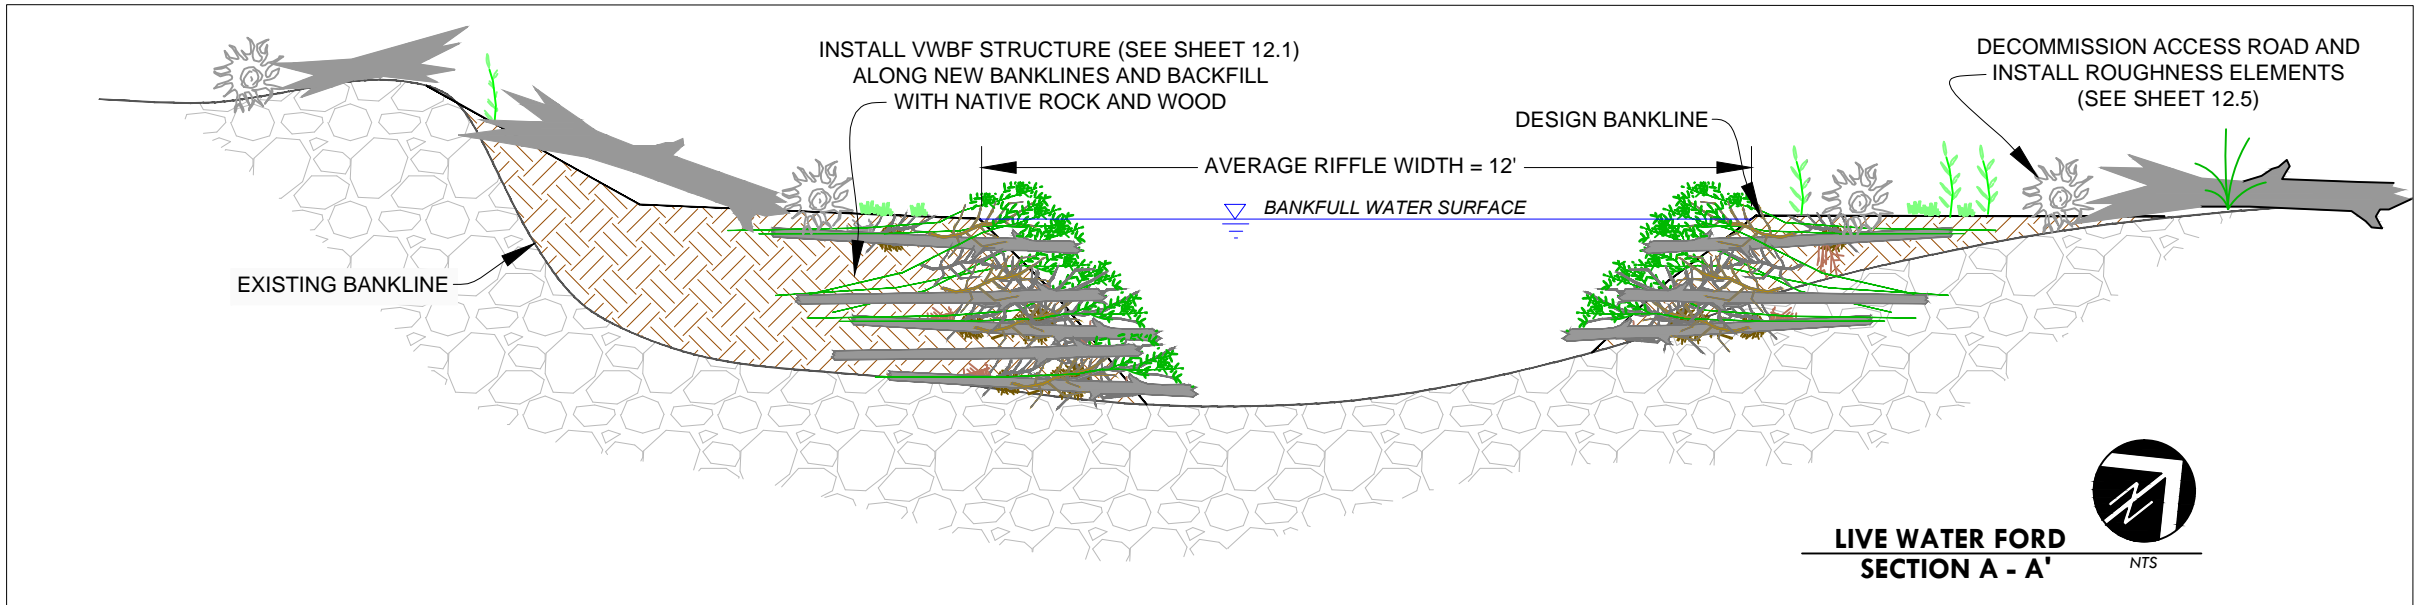 INSTALL VWBF STRUCTURE (SEE SHEET 12.1)
ALONG NEW BANKLINES AND BACKFILL
WITH NATIVE ROCK AND WOOD
DECOMMISSION ACCESS ROAD AND
INSTALL ROUGHNESS ELEMENTS
(SEE SHEET 12.5)
DESIGN BANKLINE
AVERAGE RIFFLE WIDTH = 12'
BANKFULL WATER SURFACE
EXISTING BANKLINE
LIVE WATER FORD
SECTION A - A'
NTS